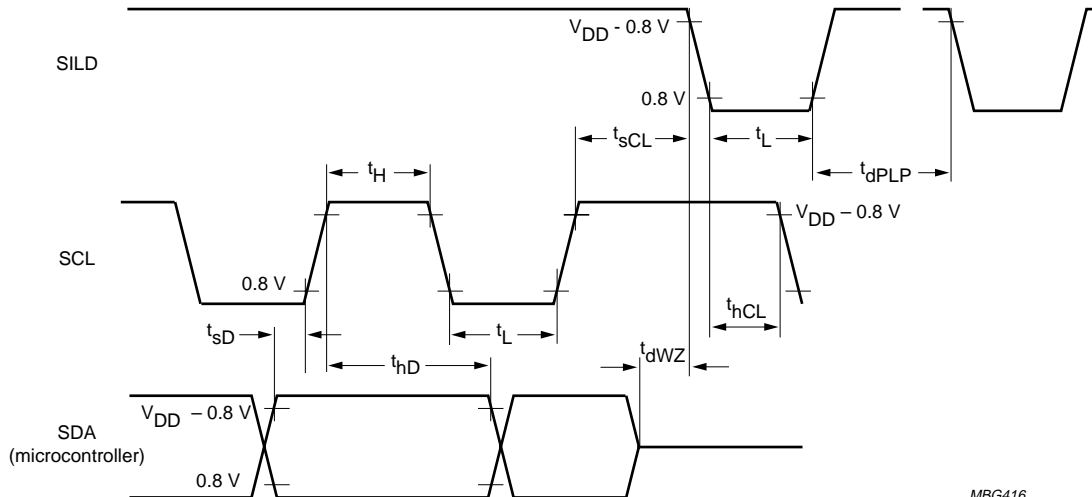 V_DD - 0.8 V
SILD
0.8 V
t_sCL
t_L
t_H
t_dPLP
V_DD – 0.8 V
SCL
0.8 V
t_hCL
t_sD
t_L
t_dWZ
t_hD
V_DD – 0.8 V
SDA
(microcontroller)
0.8 V
MBG416